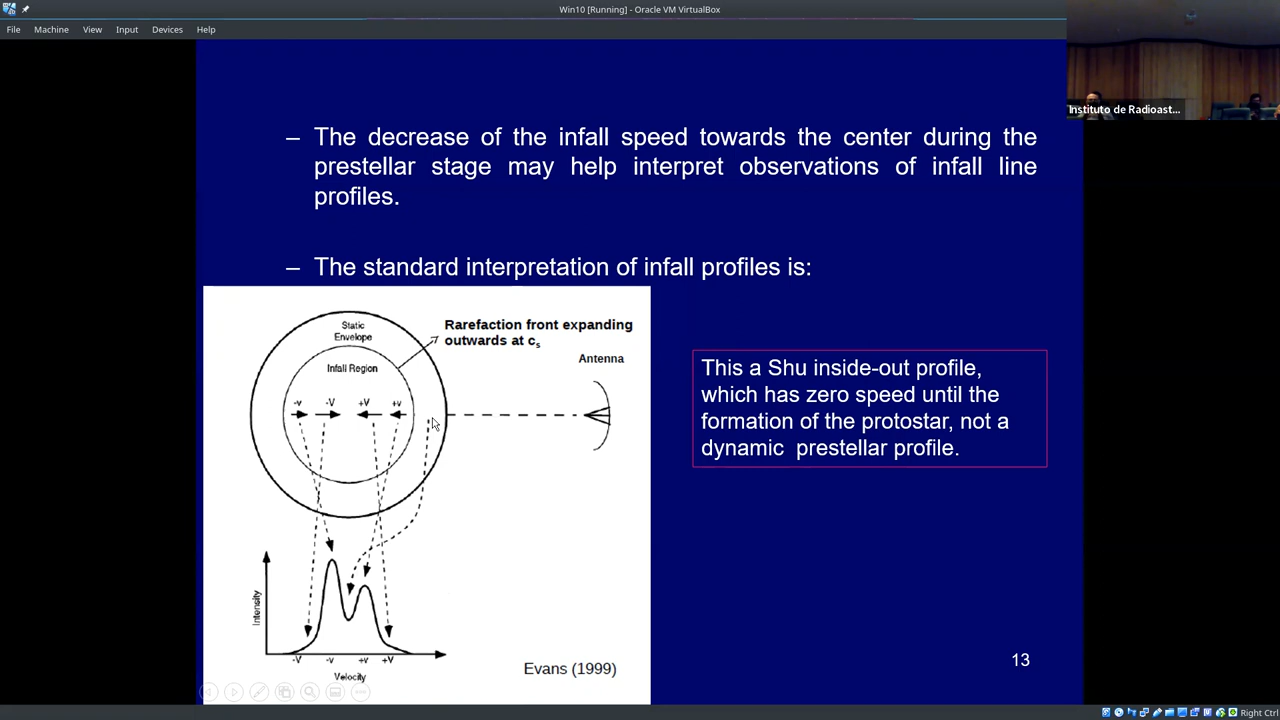 Win10 [Running] - Oracle VM VirtualBox
File Machine View Input Devices Help
Instituto de Radioast...
– The decrease of the infall speed towards the center during the
prestellar stage may help interpret observations of infall line
profiles.
– The standard interpretation of infall profiles is:
Static
Envelope
Infall Region
-v -V +V +v
Rarefaction front expanding
outwards at cs
Antenna
This a Shu inside-out profile,
which has zero speed until the
formation of the protostar, not a
dynamic prestellar profile.
Intensity
-V -v +v +V
Velocity
Evans (1999)
13
Right Ctrl